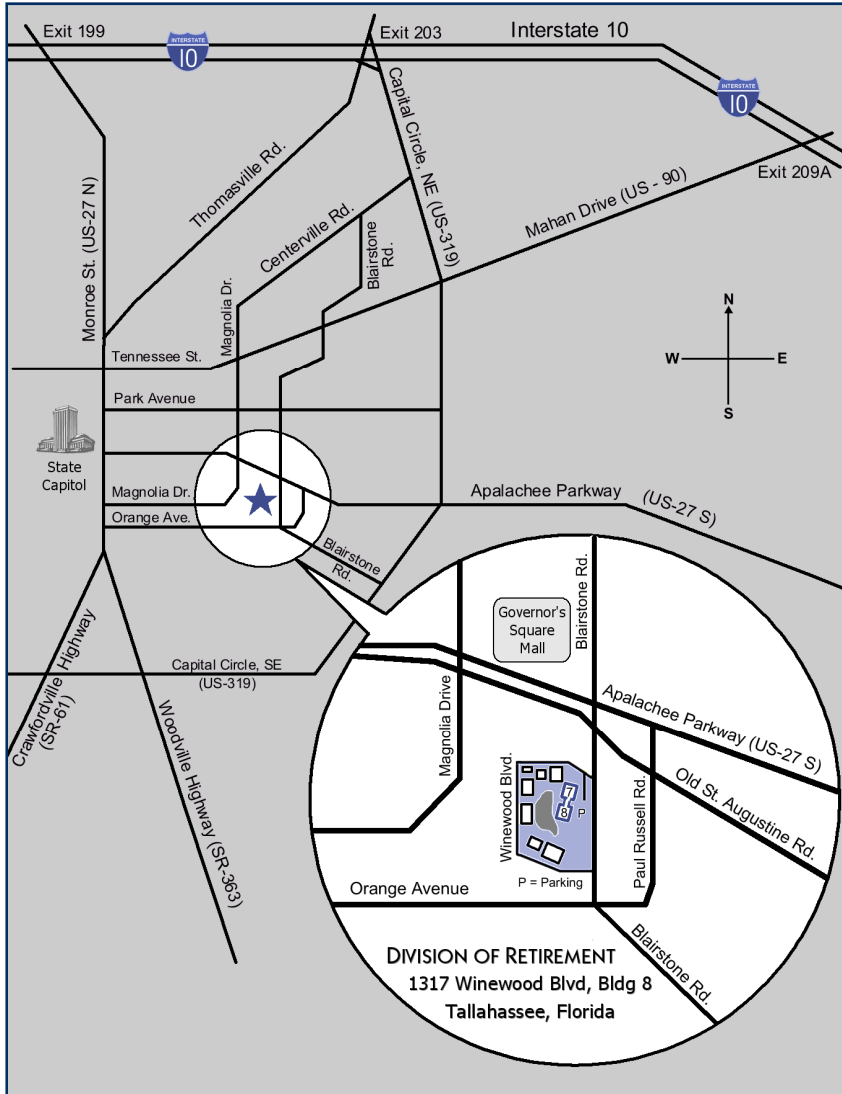 Exit 199
Exit 203
Interstate 10
INTERSTATE
10
INTERSTATE
10
Exit 209A
Monroe St. (US-27 N)
Thomasville Rd.
Capital Circle, NE (US-319)
Mahan Drive (US - 90)
Centerville Rd.
Blairstone
Rd.
Magnolia Dr.
Tennessee St.
Park Avenue
N
W
E
S
State
Capitol
Magnolia Dr.
Orange Ave.
Apalachee Parkway
(US-27 S)
Blairstone
Rd.
Crawfordville Highway
(SR-61)
Capital Circle, SE
(US-319)
Woodville Highway (SR-363)
Governor's
Square
Mall
Blairstone Rd.
Magnolia Drive
Apalachee Parkway (US-27 S)
Old St. Augustine Rd.
Paul Russell Rd.
Winewood Blvd.
7
8
P
P = Parking
Orange Avenue
Blairstone Rd.
DIVISION OF RETIREMENT
1317 Winewood Blvd, Bldg 8
Tallahassee, Florida